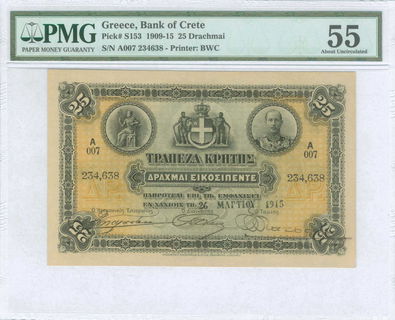 PMG
PAPER MONEY GUARANTY
Greece, Bank of Crete
Pick# S153 1909-15 25 Drachmai
S/N A007 234638 - Printer: BWC
55
About Uncirculated
25
25
A
007
A
007
ΤΡΑΠΕΖΑ ΚΡΗΤΗΣ
234,638
234,638
ΔΡΑΧΜΑΙ ΕΙΚΟΣΙΠΕΝΤΕ
ΠΛΗΡΩΤΕΑΙ ΕΠΙ ΤΗ ΕΜΦΑΝΙΣΕΙ
ΕΝ ΧΑΝΙΟΙΣ ΤΗ 26 ΜΑΡΤΙΟΥ 1915
25
25